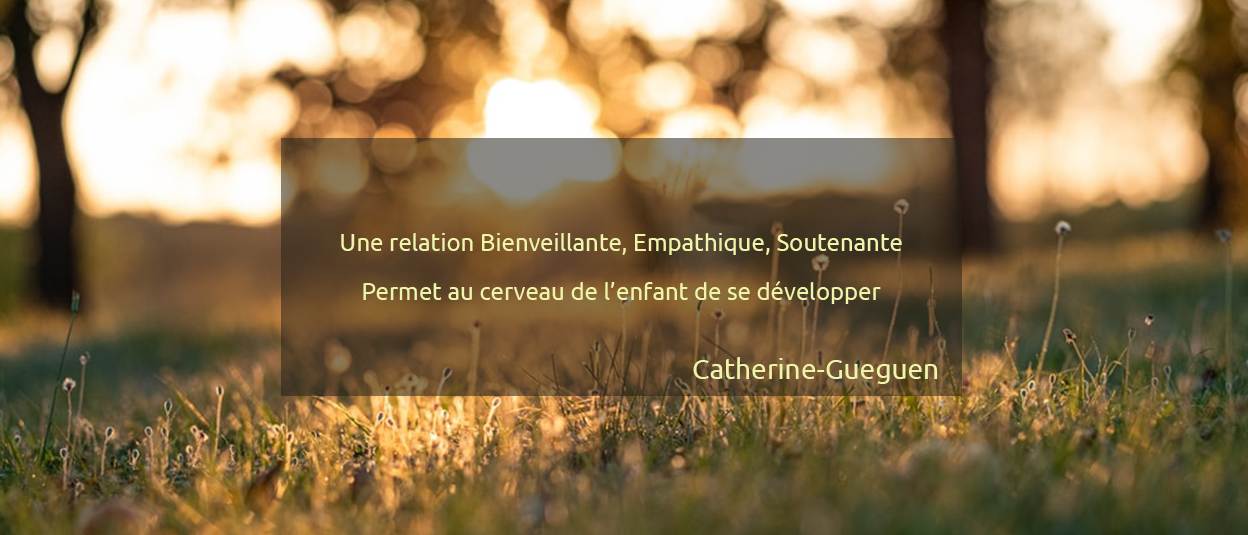 Une relation Bienveillante, Empathique, Soutenante
Permet au cerveau de l’enfant de se développer
Catherine-Gueguen